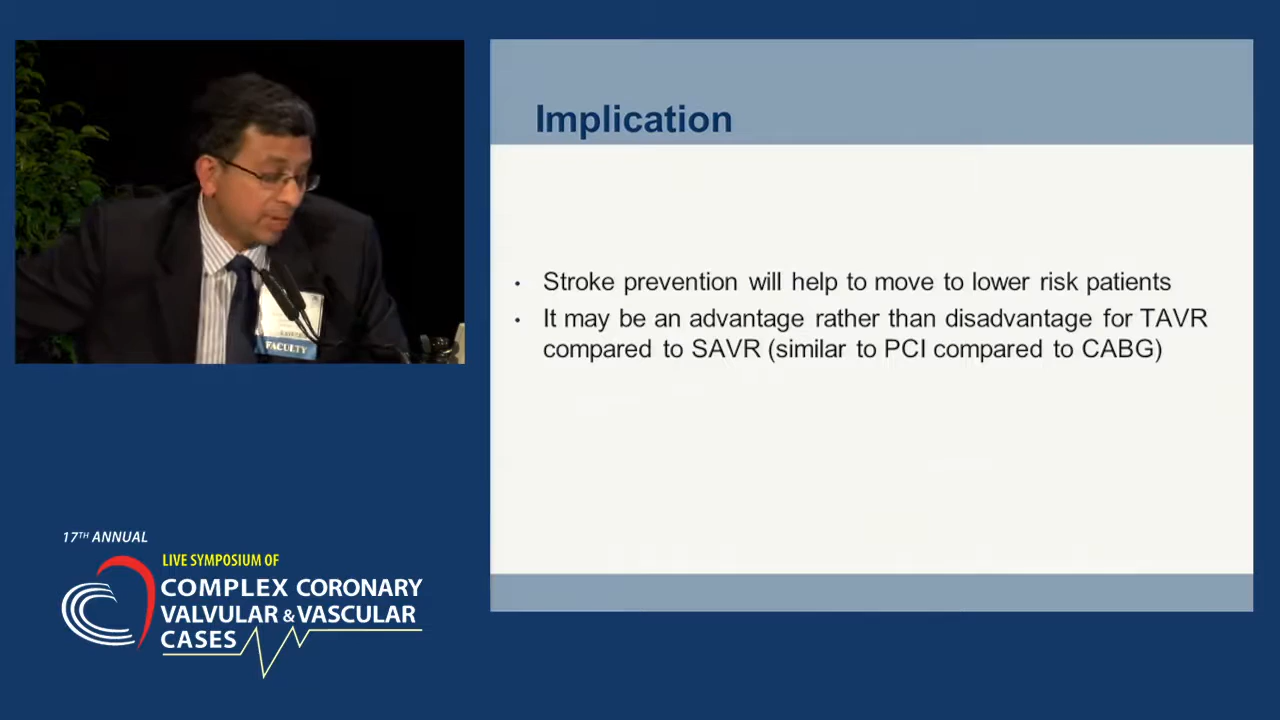 Implication
• Stroke prevention will help to move to lower risk patients
• It may be an advantage rather than disadvantage for TAVR
compared to SAVR (similar to PCI compared to CABG)
FACULTY
17TH ANNUAL
LIVE SYMPOSIUM OF
COMPLEX CORONARY
VALVULAR & VASCULAR
CASES